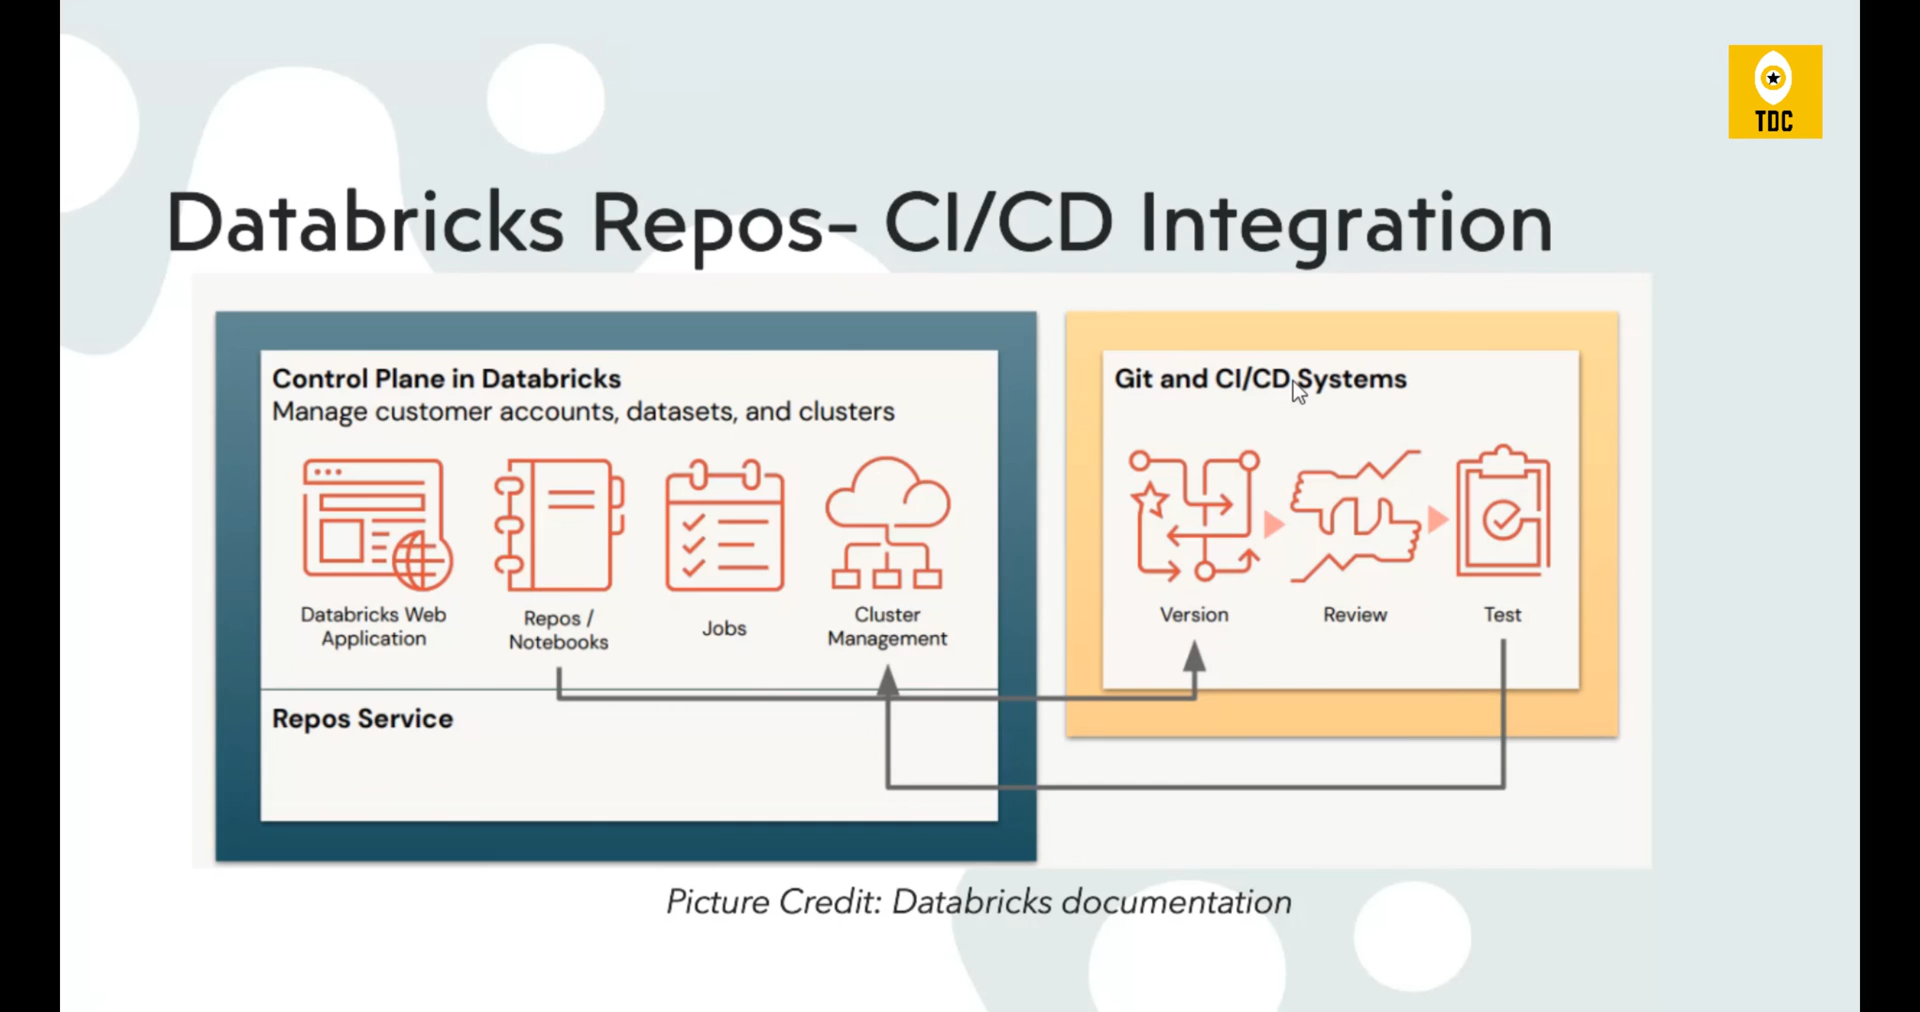 TDC
Databricks Repos- CI/CD Integration
Control Plane in Databricks
Manage customer accounts, datasets, and clusters
Databricks Web
Application
Repos /
Notebooks
Jobs
Cluster
Management
Repos Service
Git and CI/CD Systems
Version
Review
Test
Picture Credit: Databricks documentation